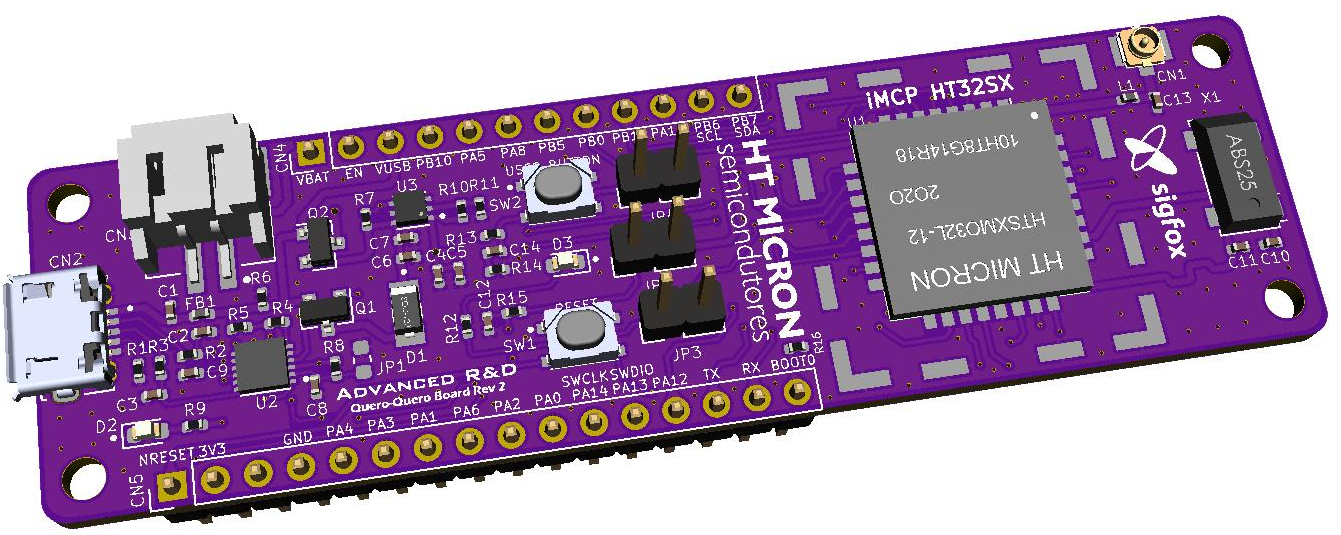 CN4
VBAT
EN
VUSB
PB10
PA5
PA8
PB5
PB0
PA1
PB6
SCL
PB7
SDA
iMCP HT32SX
CN1
L1
C13
X1
U1
10HT8G14R18
2020
HTSXMO32L-12
HT MICRON
ABS25
sigfox
C11
C10
HT MICRON
semicondutores
R7
U3
R10
R11
SW2
Q2
C7
C6
C4
C5
R13
C14
R14
D3
C12
R15
R12
RESET
SW1
JP3
R16
CN2
C1
FB1
R6
R4
R5
Q1
C2
R1
R3
R2
C9
R8
JP1
D1
U2
C8
C3
D2
R9
ADVANCED R&D
Quero-Quero Board Rev 2
CN5
NRESET
3V3
GND
PA4
PA3
PA1
PA6
PA2
PA0
SWCLK
PA14
SWDIO
PA13
PA12
TX
RX
BOOT0